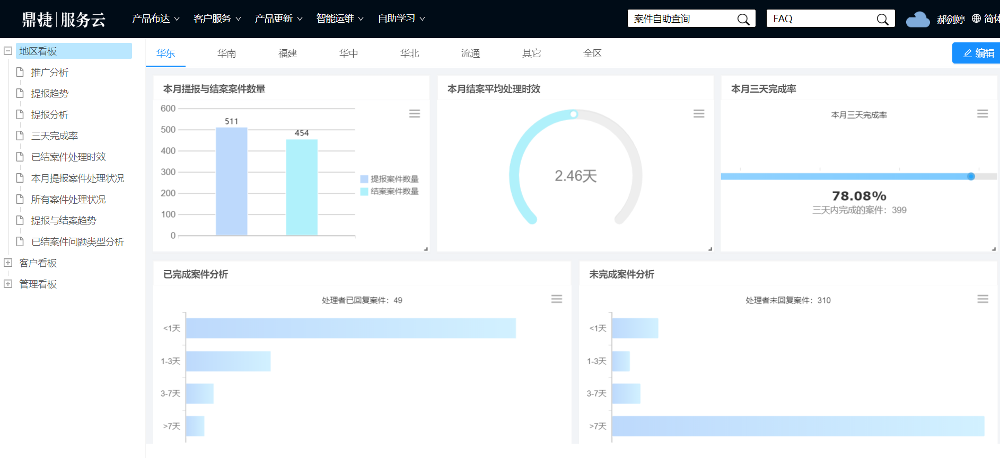 鼎捷|服务云
产品布达 客户服务 产品更新 智能运维 自助学习
案件自助查询
FAQ
郝剑婷
简体
地区看板
推广分析
提报趋势
提报分析
三天完成率
已结案件处理时效
本月提报案件处理状况
所有案件处理状况
提报与结案趋势
已结案件问题类型分析
客户看板
管理看板
华东 华南 福建 华中 华北 流通 其它 全区
编辑
本月提报与结案案件数量
600
500
400
300
200
100
0
511
454
提报案件数量
结案案件数量
本月结案平均处理时效
2.46天
本月三天完成率
本月三天完成率
78.08%
三天内完成的案件：399
已完成案件分析
处理者已回复案件：49
<1天
1-3天
3-7天
>7天
未完成案件分析
处理者未回复案件：310
<1天
1-3天
3-7天
>7天